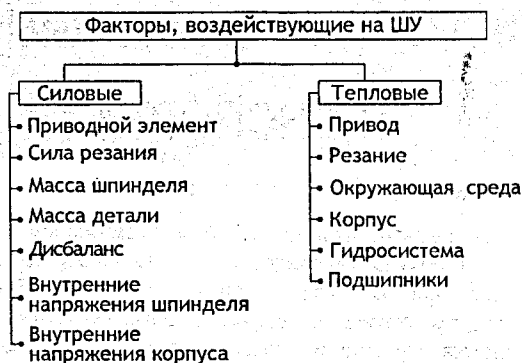 Факторы, воздействующие на ШУ
Силовые
Приводной элемент
Сила резания
Масса шпинделя
Масса детали
Дисбаланс
Внутренние
напряжения шпинделя
Внутренние
напряжения корпуса
Тепловые
Привод
Резание
Окружающая среда
Корпус
Гидросистема
Подшипники